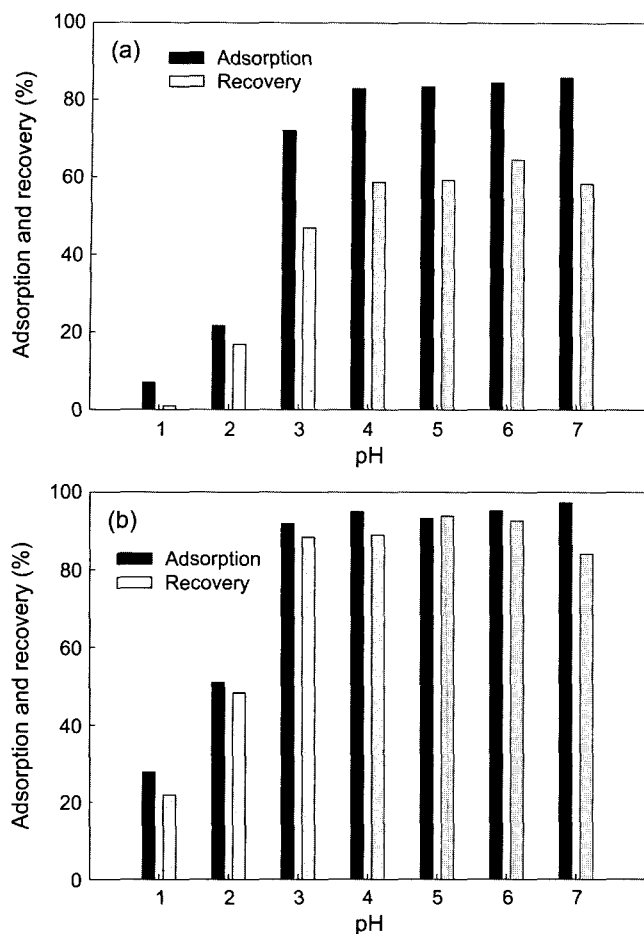 100
(a)
Adsorption
Recovery
80
60
40
20
0
Adsorption and recovery (%)
1 2 3 4 5 6 7
pH
100
(b)
Adsorption
Recovery
80
60
40
20
0
Adsorption and recovery (%)
1 2 3 4 5 6 7
pH